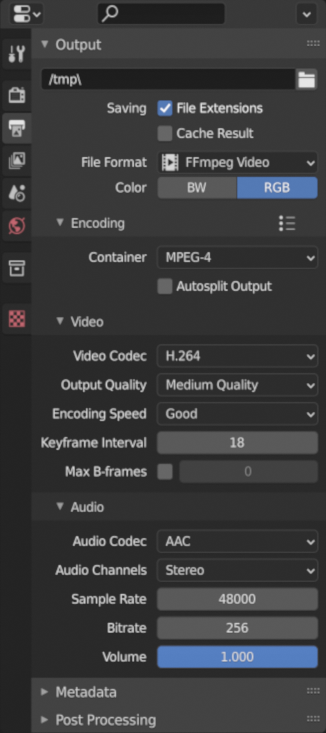 Output
/tmp\
Saving File Extensions
Cache Result
File Format FFmpeg Video
Color BW RGB
Encoding
Container MPEG-4
Autosplit Output
Video
Video Codec H.264
Output Quality Medium Quality
Encoding Speed Good
Keyframe Interval 18
Max B-frames 0
Audio
Audio Codec AAC
Audio Channels Stereo
Sample Rate 48000
Bitrate 256
Volume 1.000
Metadata
Post Processing